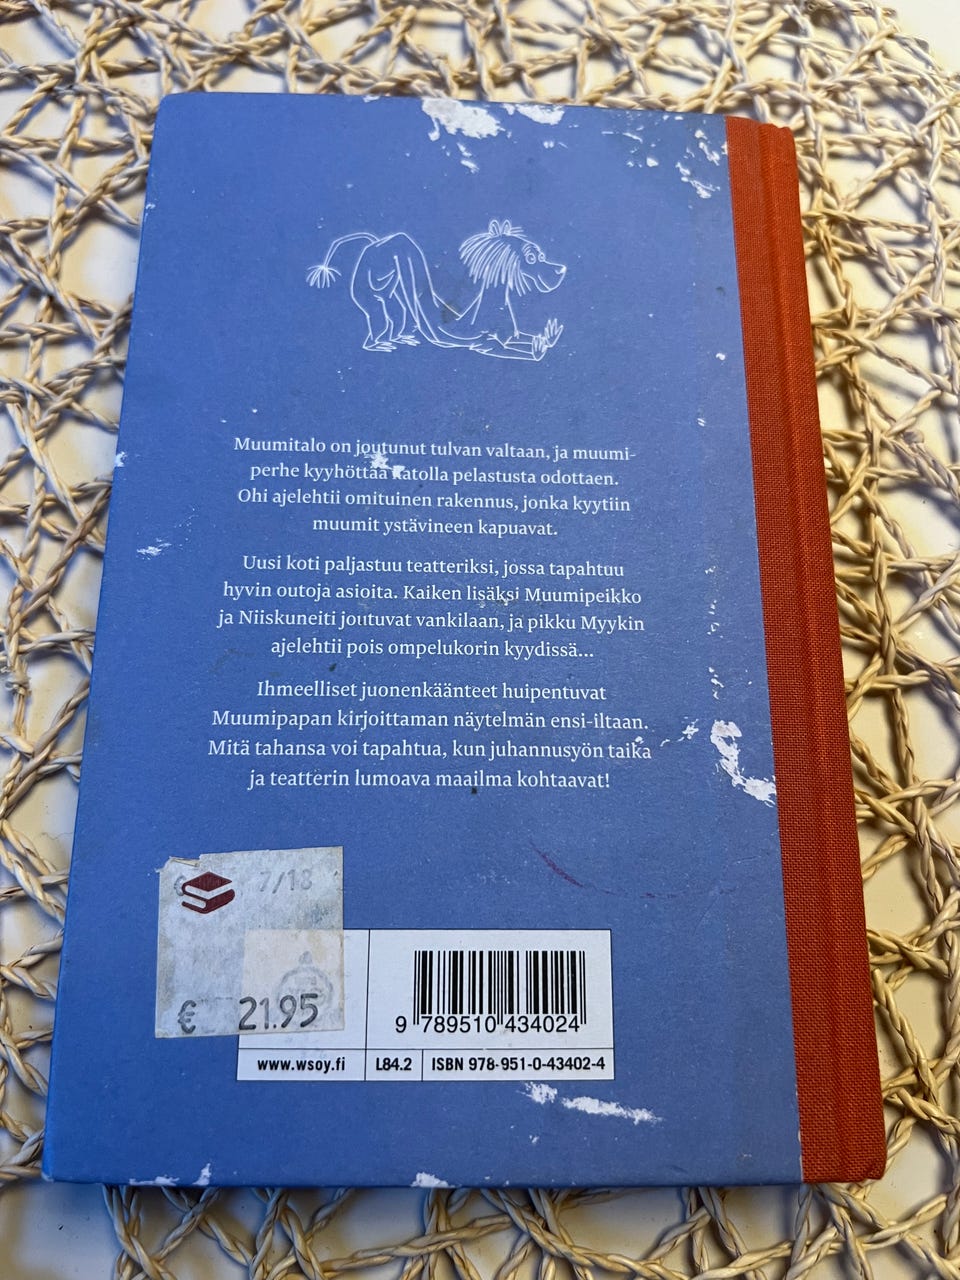 Muumitalo on joutunut tulvan valtaan, ja muumi-
perhe kyyhöttää katolla pelastusta odottaen.
Ohi ajelehtii omituinen rakennus, jonka kyytiin
muumit ystävineen kapuavat.
Uusi koti paljastuu teatteriksi, jossa tapahtuu
hyvin outoja asioita. Kaiken lisäksi Muumipeikko
ja Niiskuneiti joutuvat vankilaan, ja pikku Myykin
ajelehtii pois ompelukorin kyydissä...
Ihmeelliset juonenkäänteet huipentuvat
Muumipapan kirjoittaman näytelmän ensi-iltaan.
Mitä tahansa voi tapahtua, kun juhannusyön taika
ja teatterin lumoava maailma kohtaavat!
7/18
€ 21.95
9 789510 434024
www.wsoy.fi L84.2 ISBN 978-951-0-43402-4